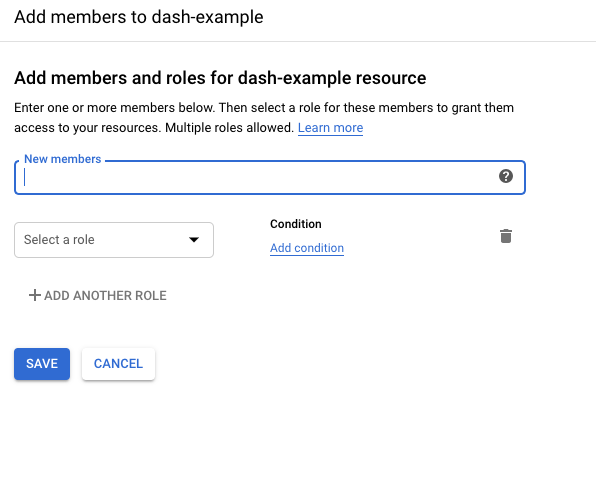 Add members to dash-example
Add members and roles for dash-example resource
Enter one or more members below. Then select a role for these members to grant them
access to your resources. Multiple roles allowed. Learn more
New members
Select a role
Condition
Add condition
ADD ANOTHER ROLE
SAVE
CANCEL